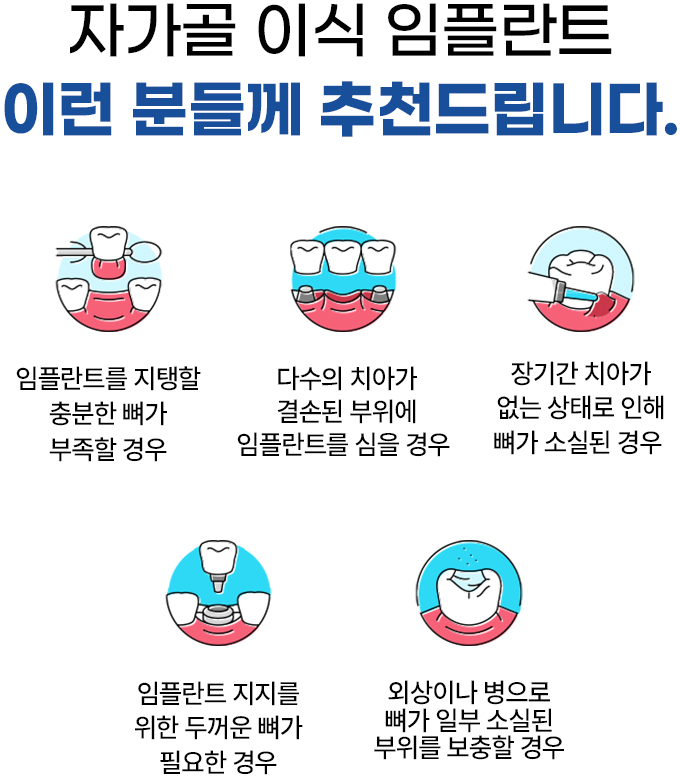 자가골 이식 임플란트
이런 분들께 추천드립니다.
임플란트를 지탱할
충분한 뼈가
부족할 경우
다수의 치아가
결손된 부위에
임플란트를 심을 경우
장기간 치아가
없는 상태로 인해
뼈가 소실된 경우
임플란트 지지를
위한 두꺼운 뼈가
필요한 경우
외상이나 병으로
뼈가 일부 소실된
부위를 보충할 경우